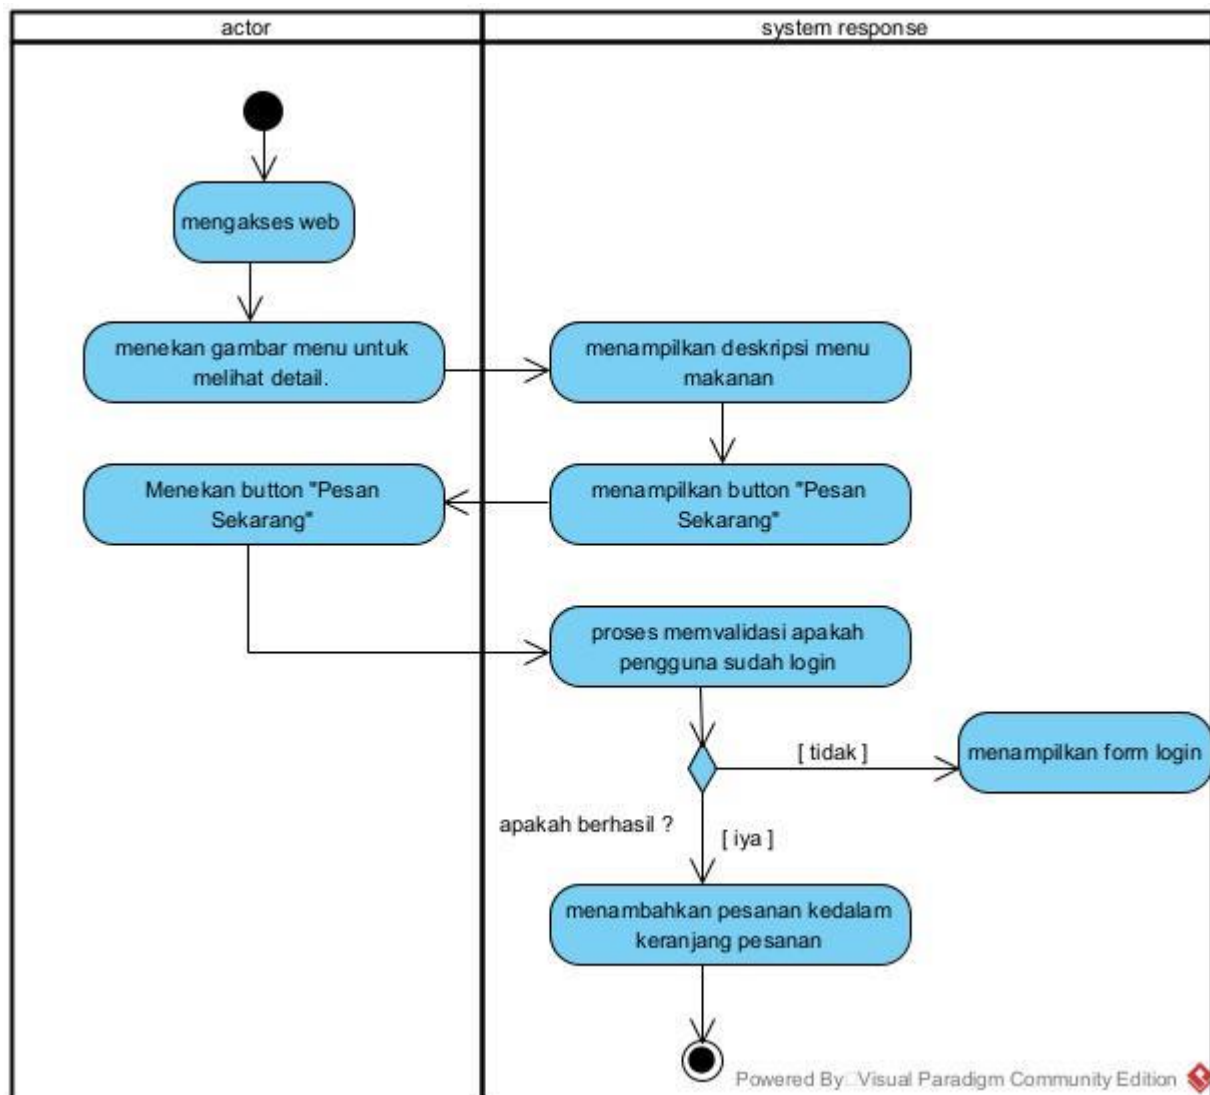 actor
system response
mengakses web
menekan gambar menu untuk
melihat detail.
menampilkan deskripsi menu
makanan
Menekan button "Pesan
Sekarang"
menampilkan button "Pesan
Sekarang"
proses memvalidasi apakah
pengguna sudah login
[ tidak ]
menampilkan form login
apakah berhasil ?
[ iya ]
menambahkan pesanan kedalam
keranjang pesanan
Powered By Visual Paradigm Community Edition